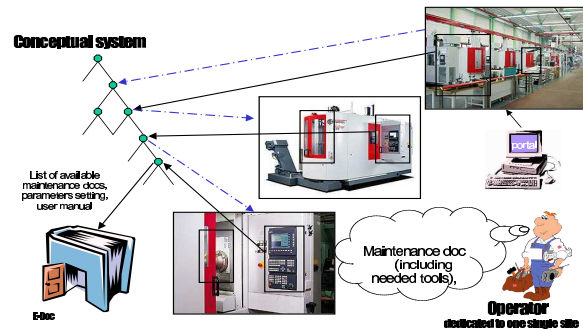 Conceptual system
portal
List of available
maintenance docs,
parameters setting,
user manual
Maintenance doc
(including
needed tools),
E-Doc
Operator
dedicated to one single site